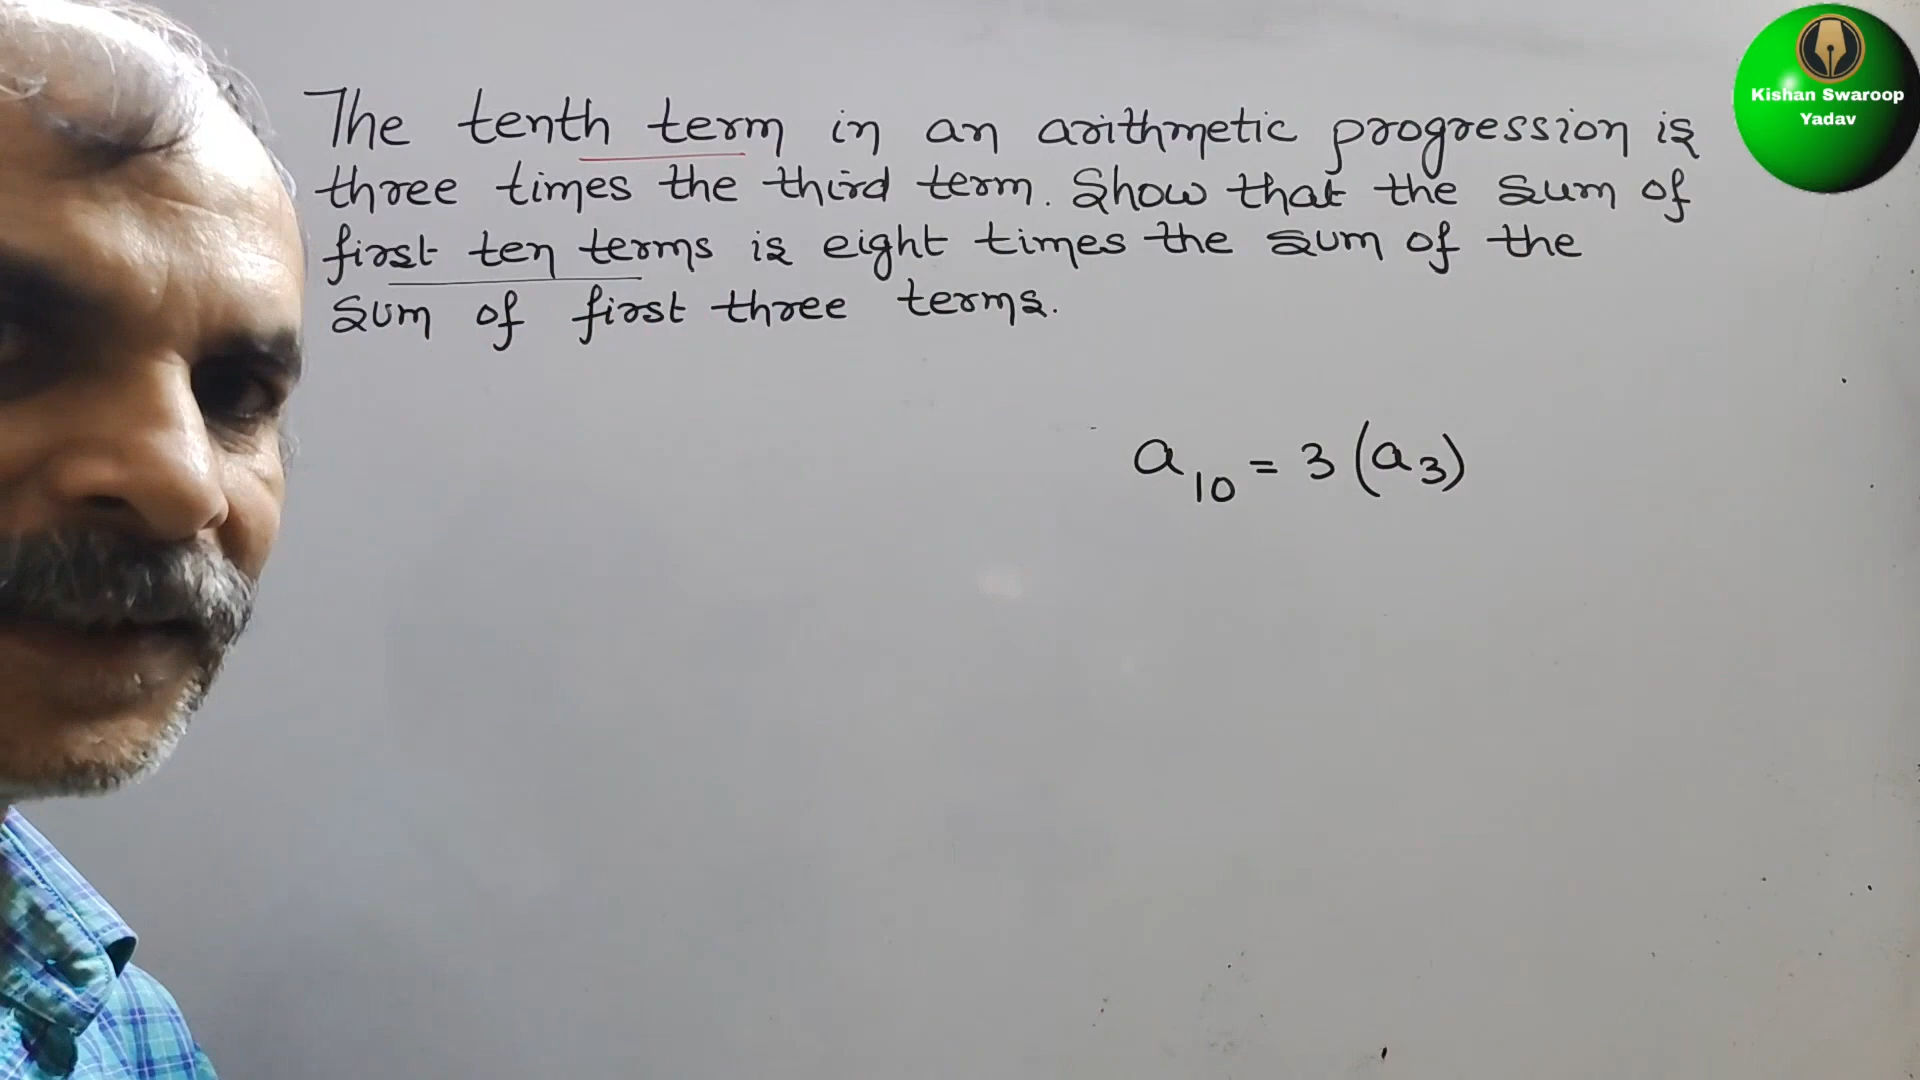 The tenth term in an arithmetic progression is
three times the third term. Show that the sum of
first ten terms is eight times the sum of the
sum of first three terms.
a₁₀ = 3 (a₃)
Kishan Swaroop
Yadav